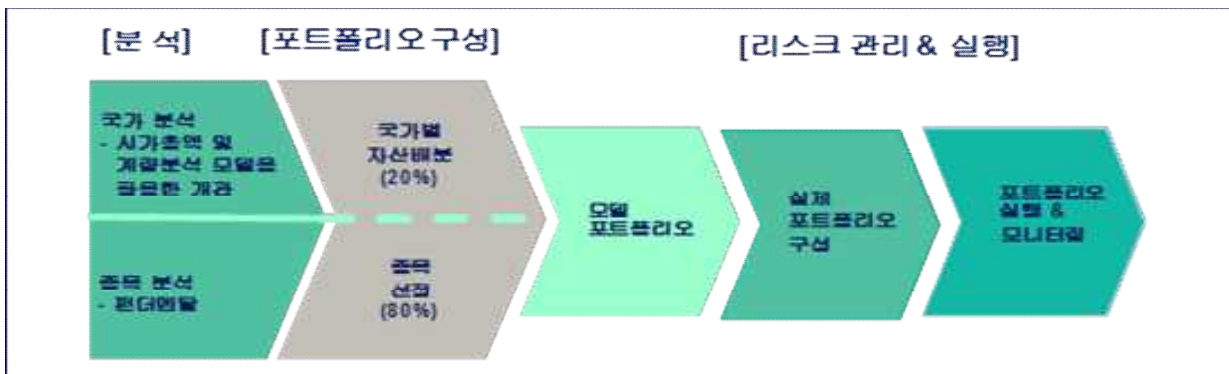 [분 석]
[포트폴리오 구성]
[리스크 관리 & 실행]
국가 분석
- 시가총액 및
계량분석 모델을
활용한 개관
종목 분석
- 펀더멘탈
국가별
자산배분
(20%)
종목
선정
(80%)
모델
포트폴리오
실제
포트폴리오
구성
포트폴리오
실행 &
모니터링